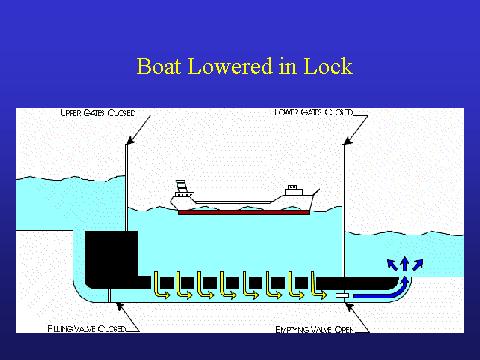 Boat Lowered in Lock
UPPER GATES CLOSED
LOWER GATES CLOSED
FILLING VALVE CLOSED
EMPTYING VALVE OPEN